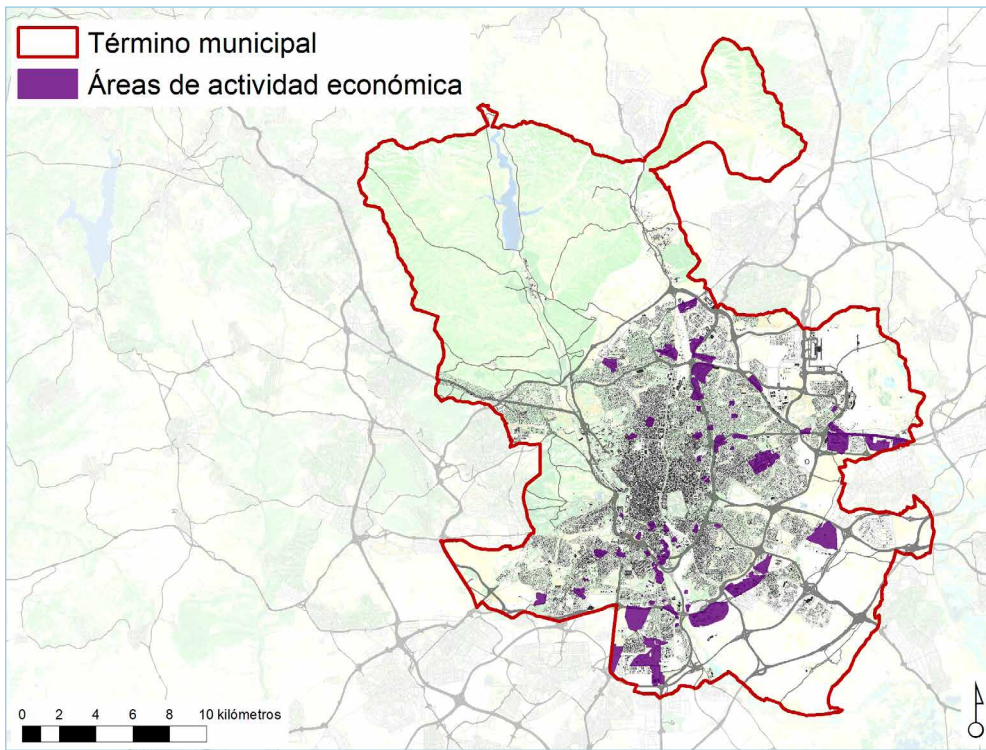 Término municipal
Áreas de actividad económica
0 2 4 6 8 10 kilómetros